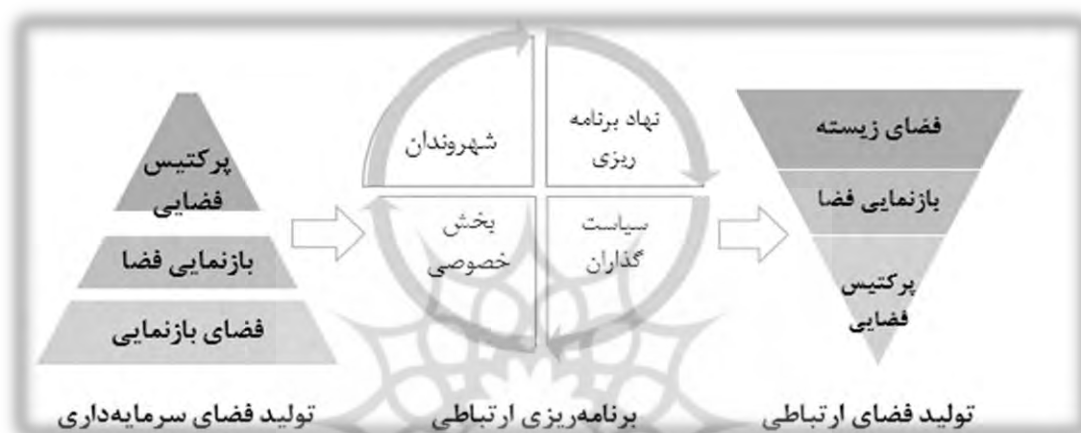 پرکتیس
فضایی
بازنمایی فضا
فضای بازنمایی
تولید فضای سرمایه‌داری
شهروندان
نهاد برنامه
ریزی
بخش
خصوصی
سیاست
گذاران
برنامه‌ریزی ارتباطی
فضای زیسته
بازنمایی فضا
پرکتیس
فضایی
تولید فضای ارتباطی